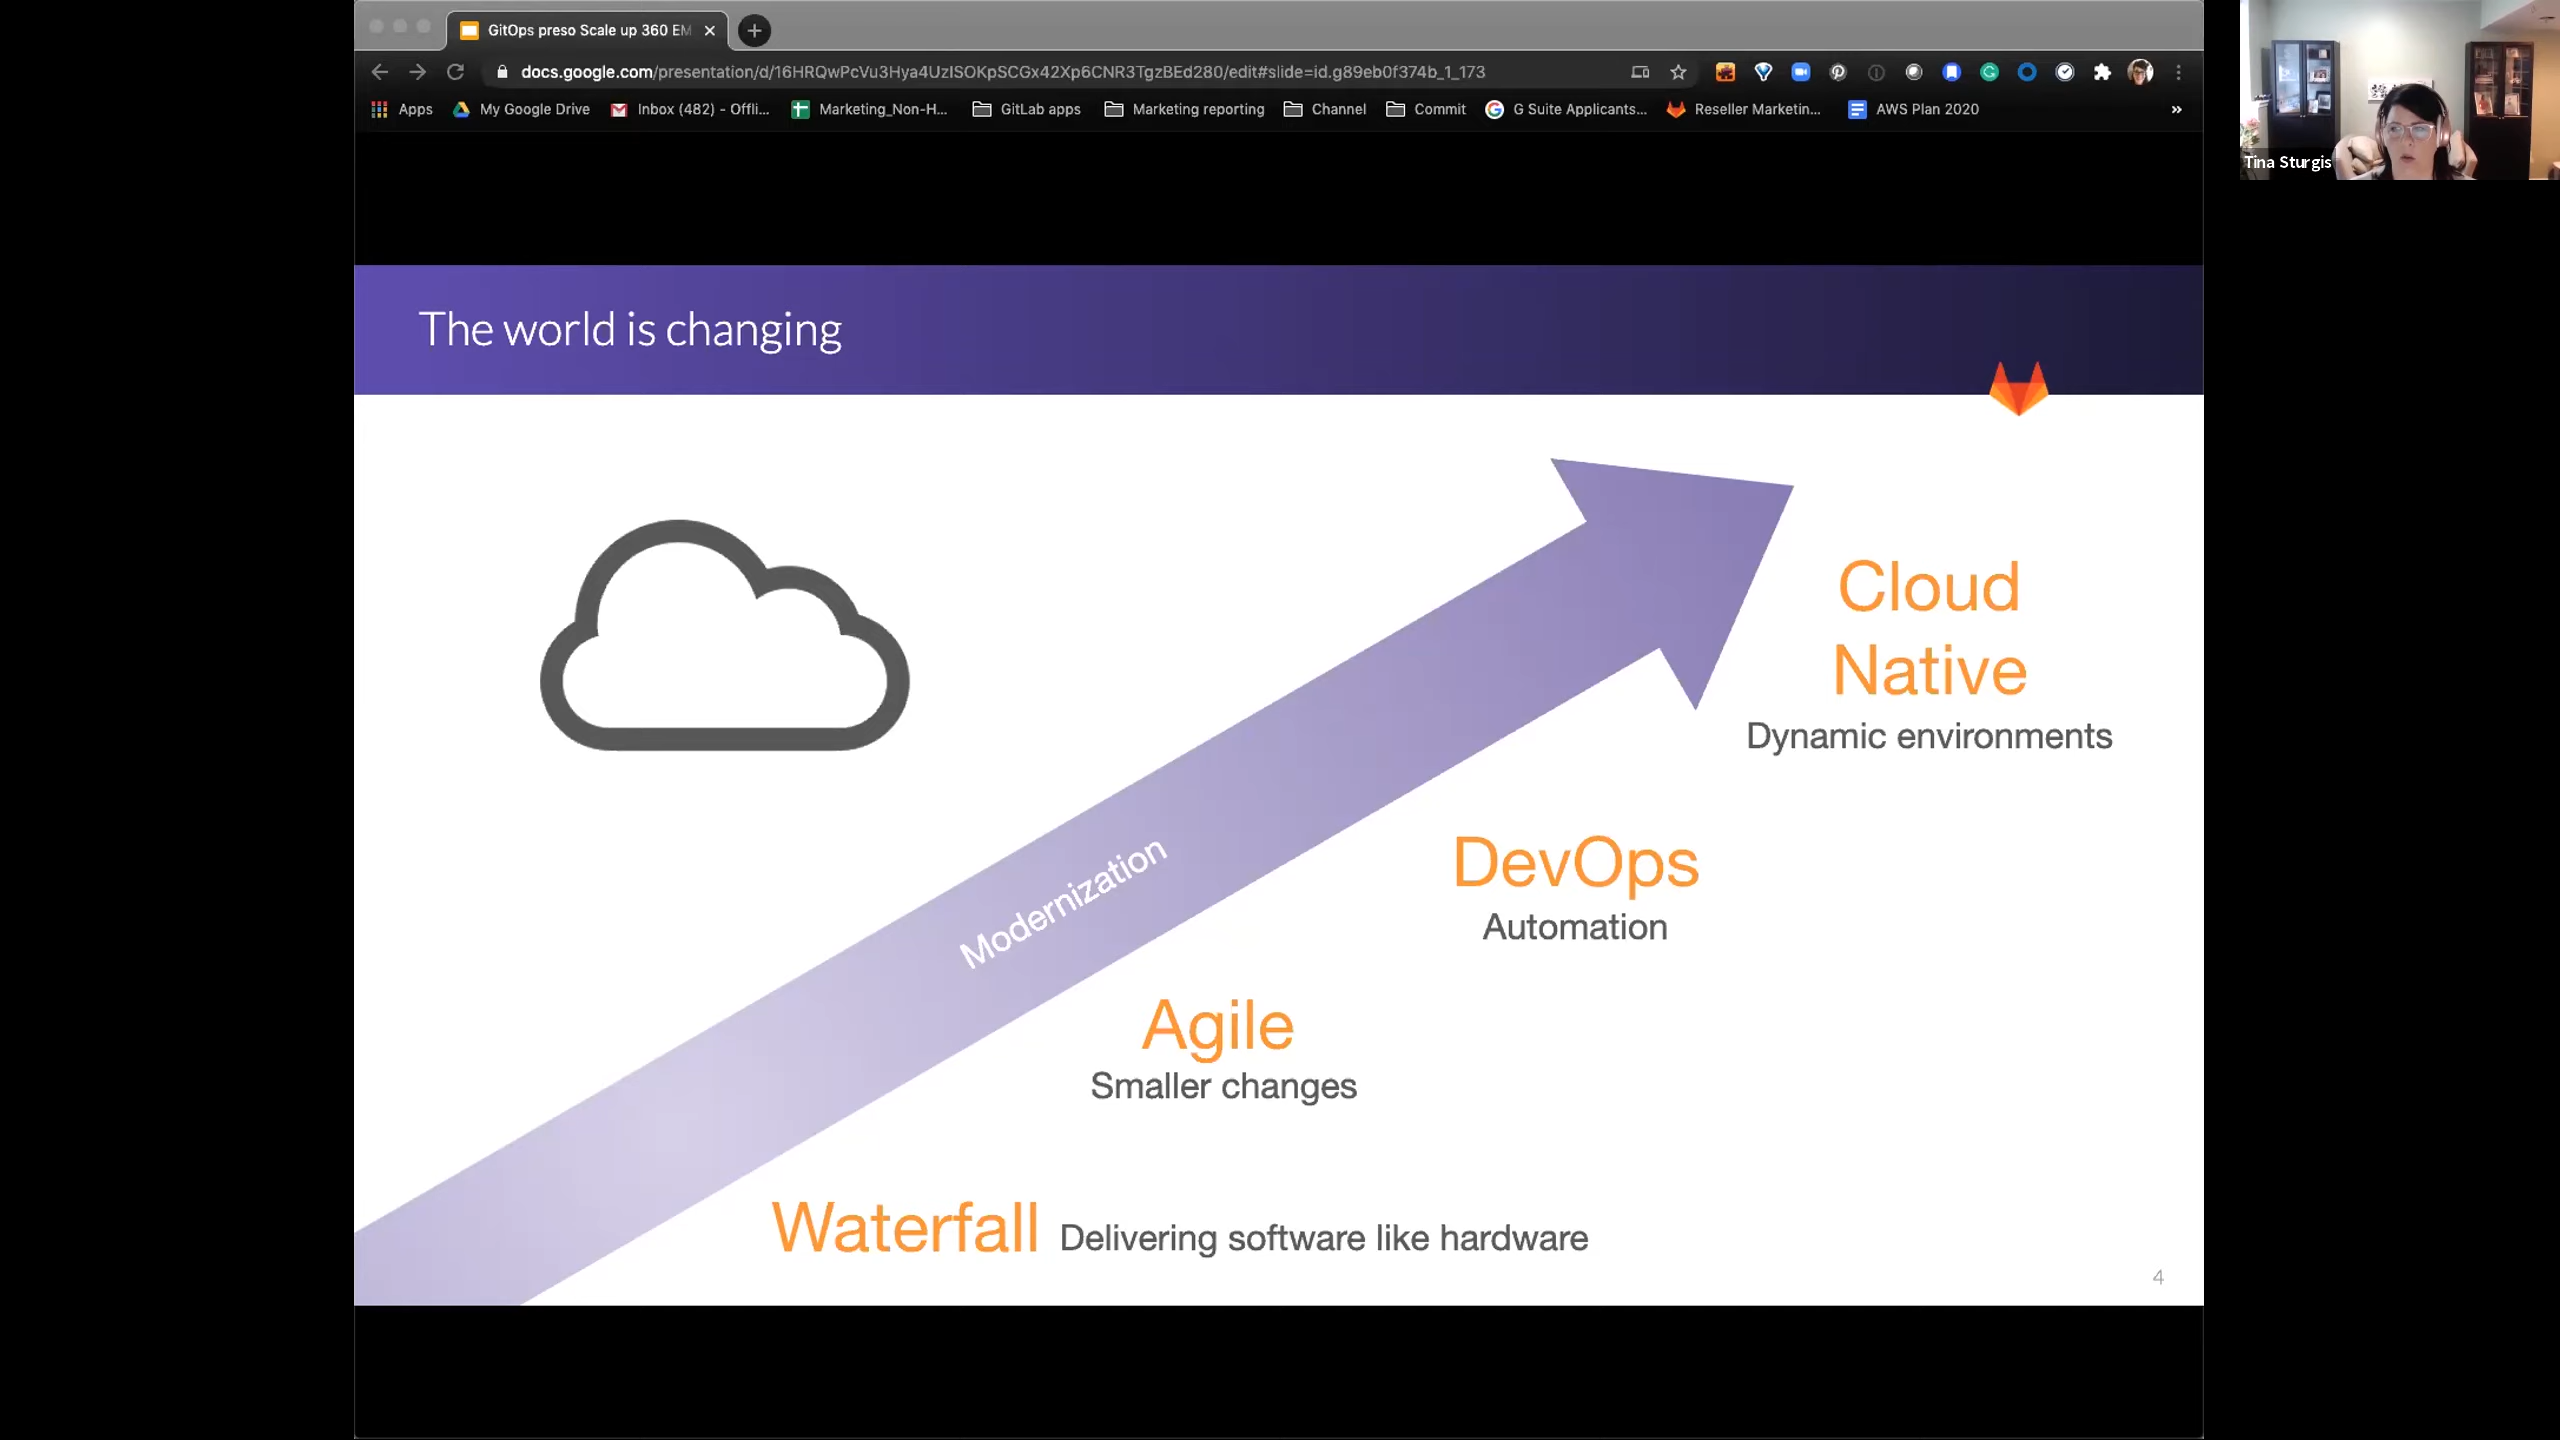 GitOps preso Scale up 360 EM
docs.google.com/presentation/d/16HRQwPcVu3Hya4UzISOKpSCGx42Xp6CNR3TgzBEd280/edit#slide=id.g89eb0f374b_1_173
Apps My Google Drive Inbox (482) - Offli... Marketing_Non-H... GitLab apps Marketing reporting Channel Commit G Suite Applicants... Reseller Marketin... AWS Plan 2020 »
Tina Sturgis
The world is changing
Cloud
Native
Dynamic environments
DevOps
Automation
Modernization
Agile
Smaller changes
Waterfall Delivering software like hardware
4